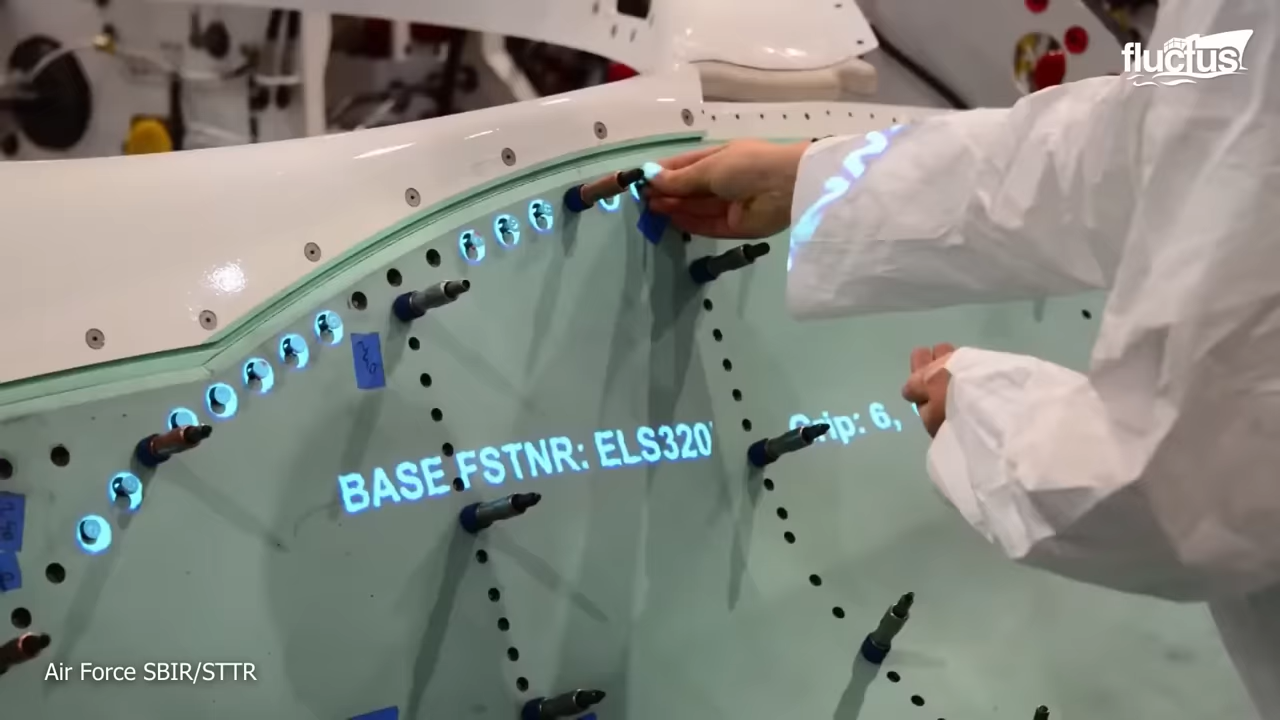 fluctus
BASE FSTNR: ELS320
Grip: 6,
Air Force SBIR/STTR